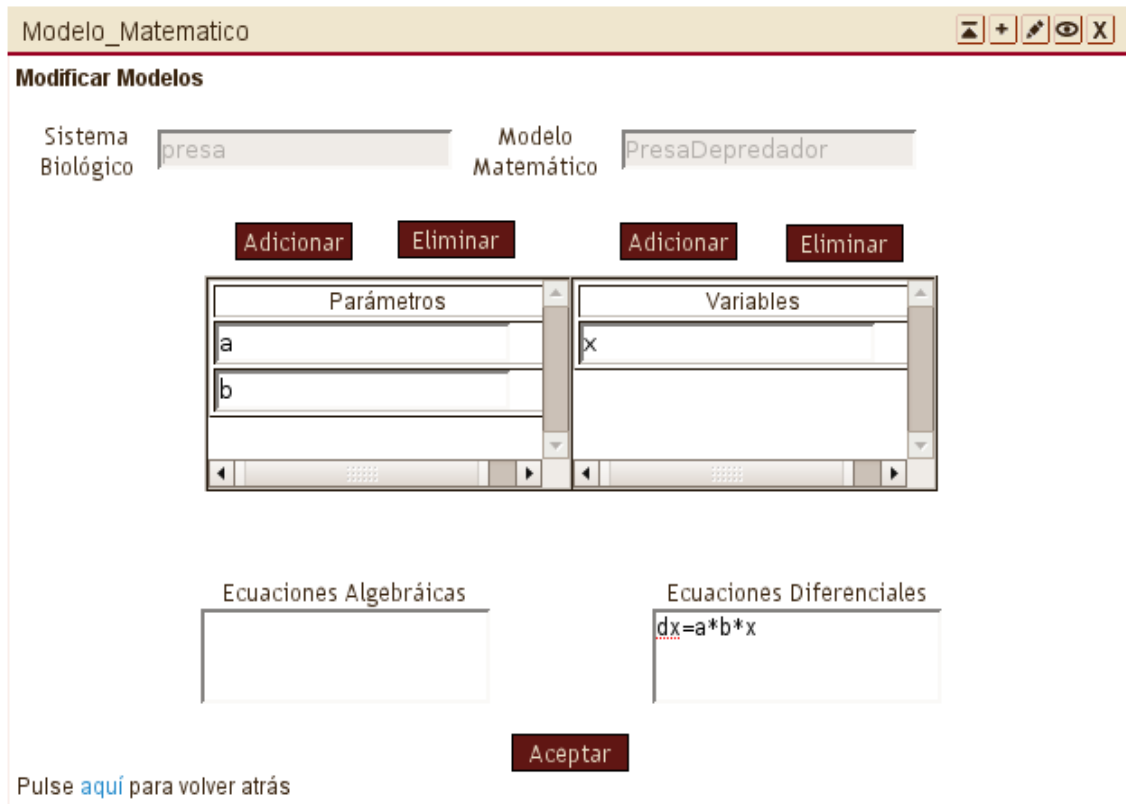 Modelo_Matematico
X
Modificar Modelos
Sistema
Biológico
presa
Modelo
Matemático
PresaDepredador
Adicionar Eliminar Adicionar Eliminar
Parámetros Variables
a x
b
Ecuaciones Algebráicas Ecuaciones Diferenciales
dx=a*b*x
Aceptar
Pulse aquí para volver atrás